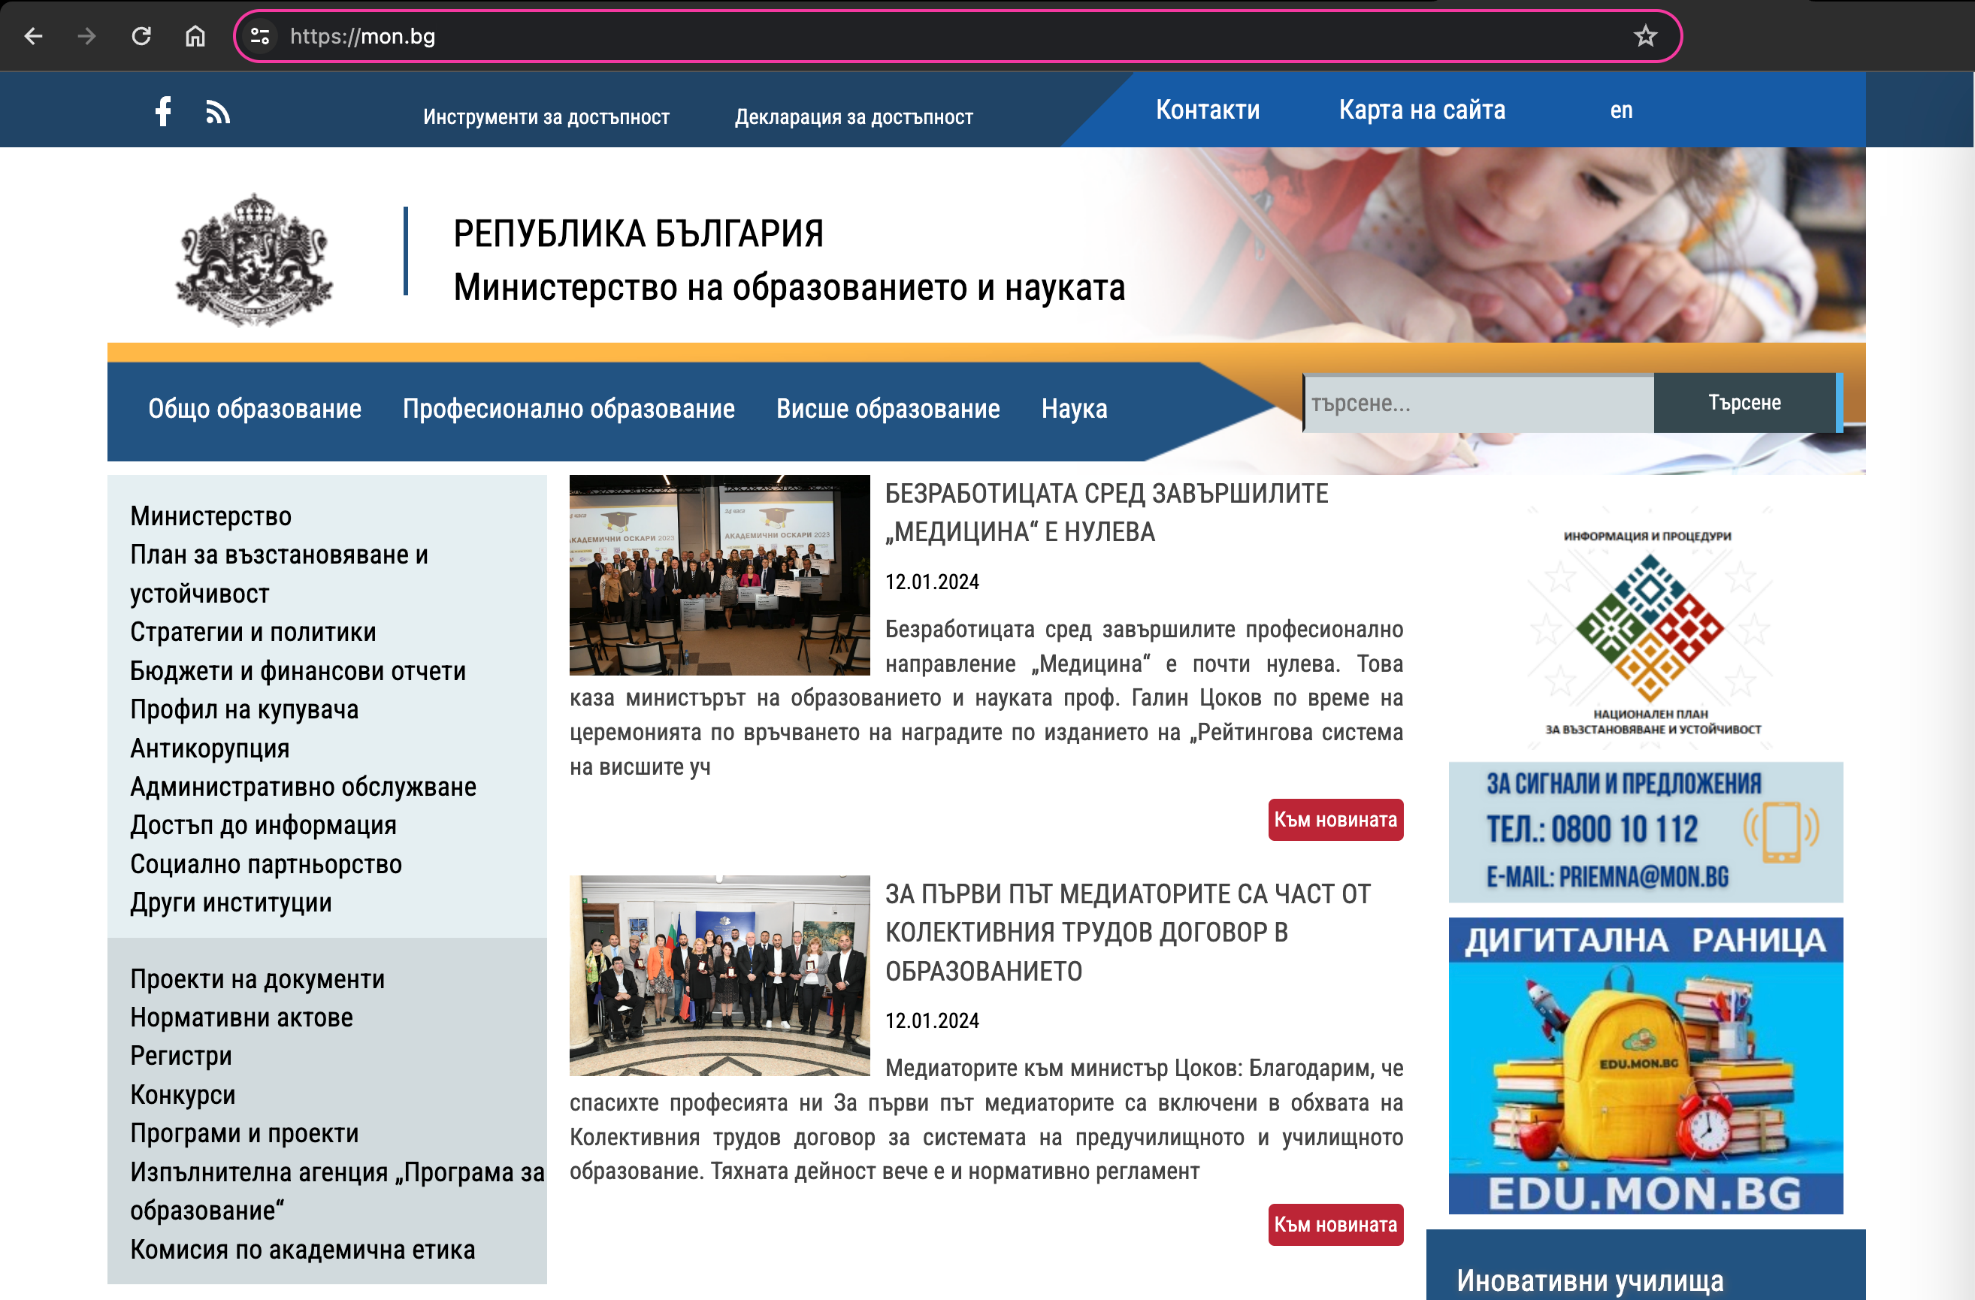 https://mon.bg
Инструменти за достъпност
Декларация за достъпност
Контакти
Карта на сайта
en
РЕПУБЛИКА БЪЛГАРИЯ
Министерство на образованието и науката
Общо образование
Професионално образование
Висше образование
Наука
търсене...
Търсене
Министерство
План за възстановяване и
устойчивост
Стратегии и политики
Бюджети и финансови отчети
Профил на купувача
Антикорупция
Административно обслужване
Достъп до информация
Социално партньорство
Други институции
Проекти на документи
Нормативни актове
Регистри
Конкурси
Програми и проекти
Изпълнителна агенция „Програма за
образование“
Комисия по академична етика
АКАДЕМИЧНИ ОСКАРИ 2023
АКАДЕМИЧНИ ОСКАРИ 2023
БЕЗРАБОТИЦАТА СРЕД ЗАВЪРШИЛИТЕ
„МЕДИЦИНА“ Е НУЛЕВА
12.01.2024
Безработицата сред завършилите професионално
направление „Медицина“ е почти нулева. Това
каза министърът на образованието и науката проф. Галин Цоков по време на
церемонията по връчването на наградите по изданието на „Рейтингова система
на висшите уч
Към новината
ЗА ПЪРВИ ПЪТ МЕДИАТОРИТЕ СА ЧАСТ ОТ
КОЛЕКТИВНИЯ ТРУДОВ ДОГОВОР В
ОБРАЗОВАНИЕТО
12.01.2024
Медиаторите към министър Цоков: Благодарим, че
спасихте професията ни За първи път медиаторите са включени в обхвата на
Колективния трудов договор за системата на предучилищното и училищното
образование. Тяхната дейност вече е и нормативно регламент
Към новината
ИНФОРМАЦИЯ И ПРОЦЕДУРИ
НАЦИОНАЛЕН ПЛАН
ЗА ВЪЗСТАНОВЯВАНЕ И УСТОЙЧИВОСТ
ЗА СИГНАЛИ И ПРЕДЛОЖЕНИЯ
ТЕЛ.: 0800 10 112
E-MAIL: PRIEMNA@MON.BG
ДИГИТАЛНА РАНИЦА
EDU.MON.BG
EDU.MON.BG
Иновативни училища